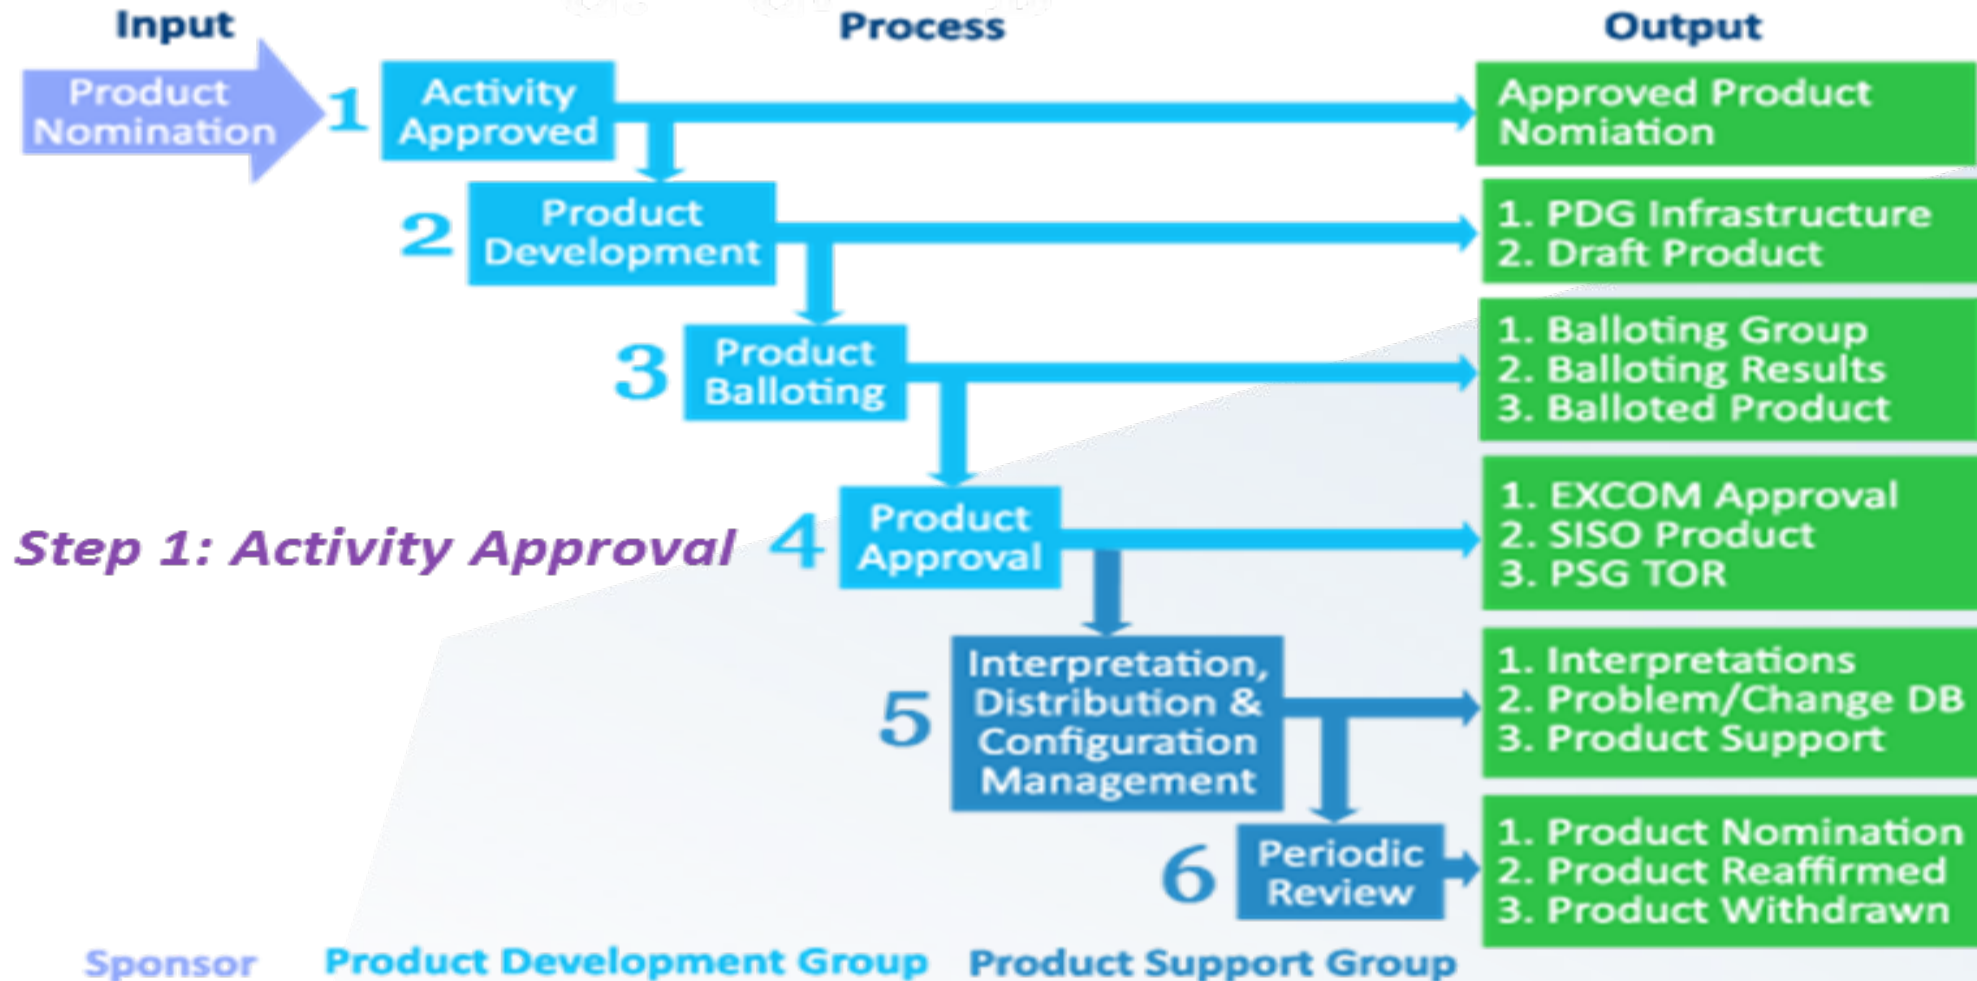 Input
Process
Output
Product
Nomination
1
Activity
Approved
Approved Product
Nomiation
2
Product
Development
1. PDG Infrastructure
2. Draft Product
3
Product
Balloting
1. Balloting Group
2. Balloting Results
3. Balloted Product
Step 1: Activity Approval
4
Product
Approval
1. EXCOM Approval
2. SISO Product
3. PSG TOR
5
Interpretation,
Distribution &
Configuration
Management
1. Interpretations
2. Problem/Change DB
3. Product Support
6
Periodic
Review
1. Product Nomination
2. Product Reaffirmed
3. Product Withdrawn
Sponsor
Product Development Group
Product Support Group